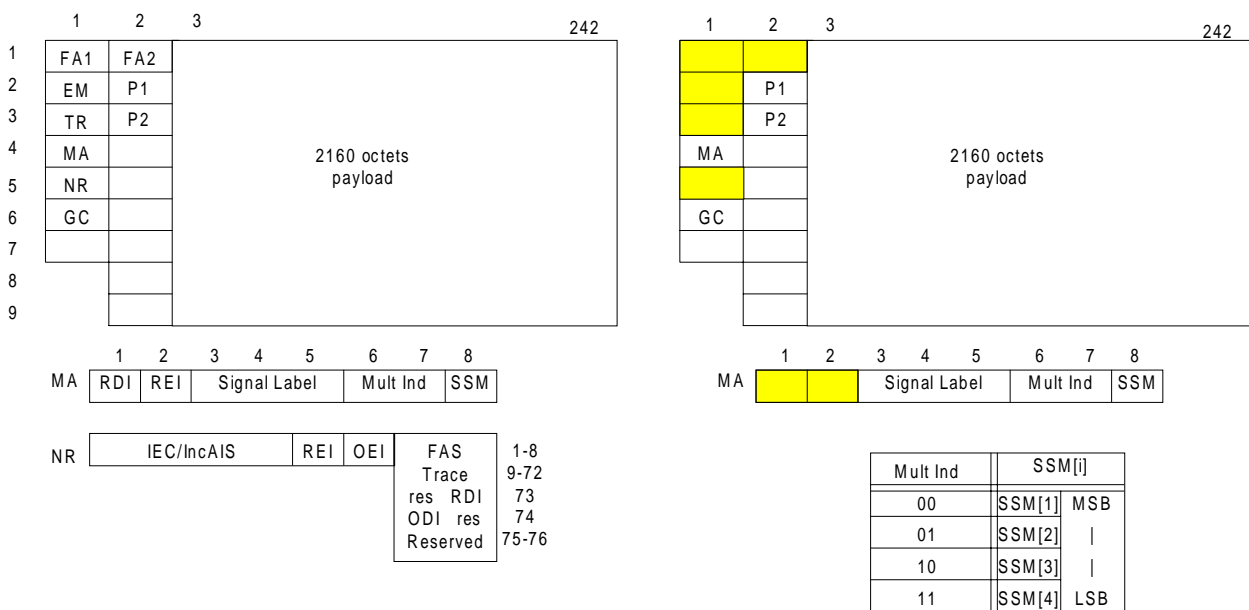 1 2 3 242
1 FA1 FA2
2 EM P1
3 TR P2
4 MA
5 NR
6 GC
7
8
9
2160 octets
payload
1 2 3 4 5 6 7 8
MA RDI REI Signal Label Mult Ind SSM
NR IEC/IncAIS REI OEI FAS 1-8
Trace 9-72
res RDI 73
ODI res 74
Reserved 75-76
1 2 3 242
P1
P2
MA
GC
2160 octets
payload
1 2 3 4 5 6 7 8
MA Signal Label Mult Ind SSM
Mult Ind SSM[i]
00 SSM[1] MSB
01 SSM[2] |
10 SSM[3] |
11 SSM[4] LSB